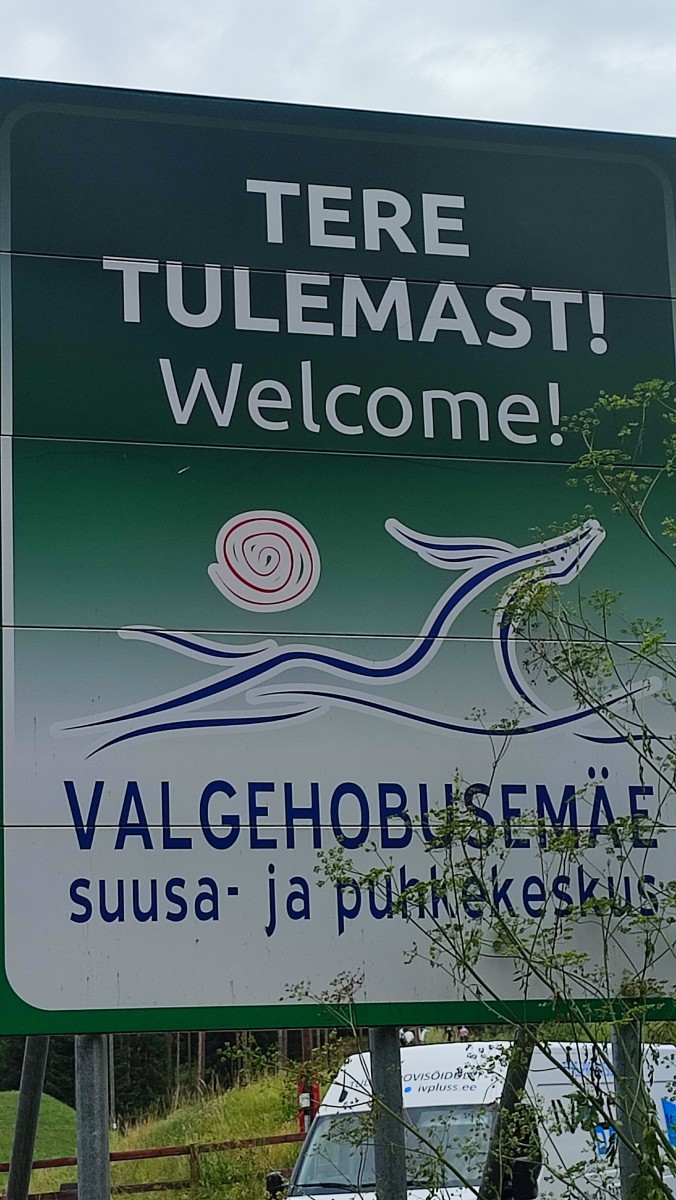 TERE
TULEMAST!
Welcome!
VALGEHOBUSEMÄE
suusa- ja puhkekeskus
ivpluss.ee